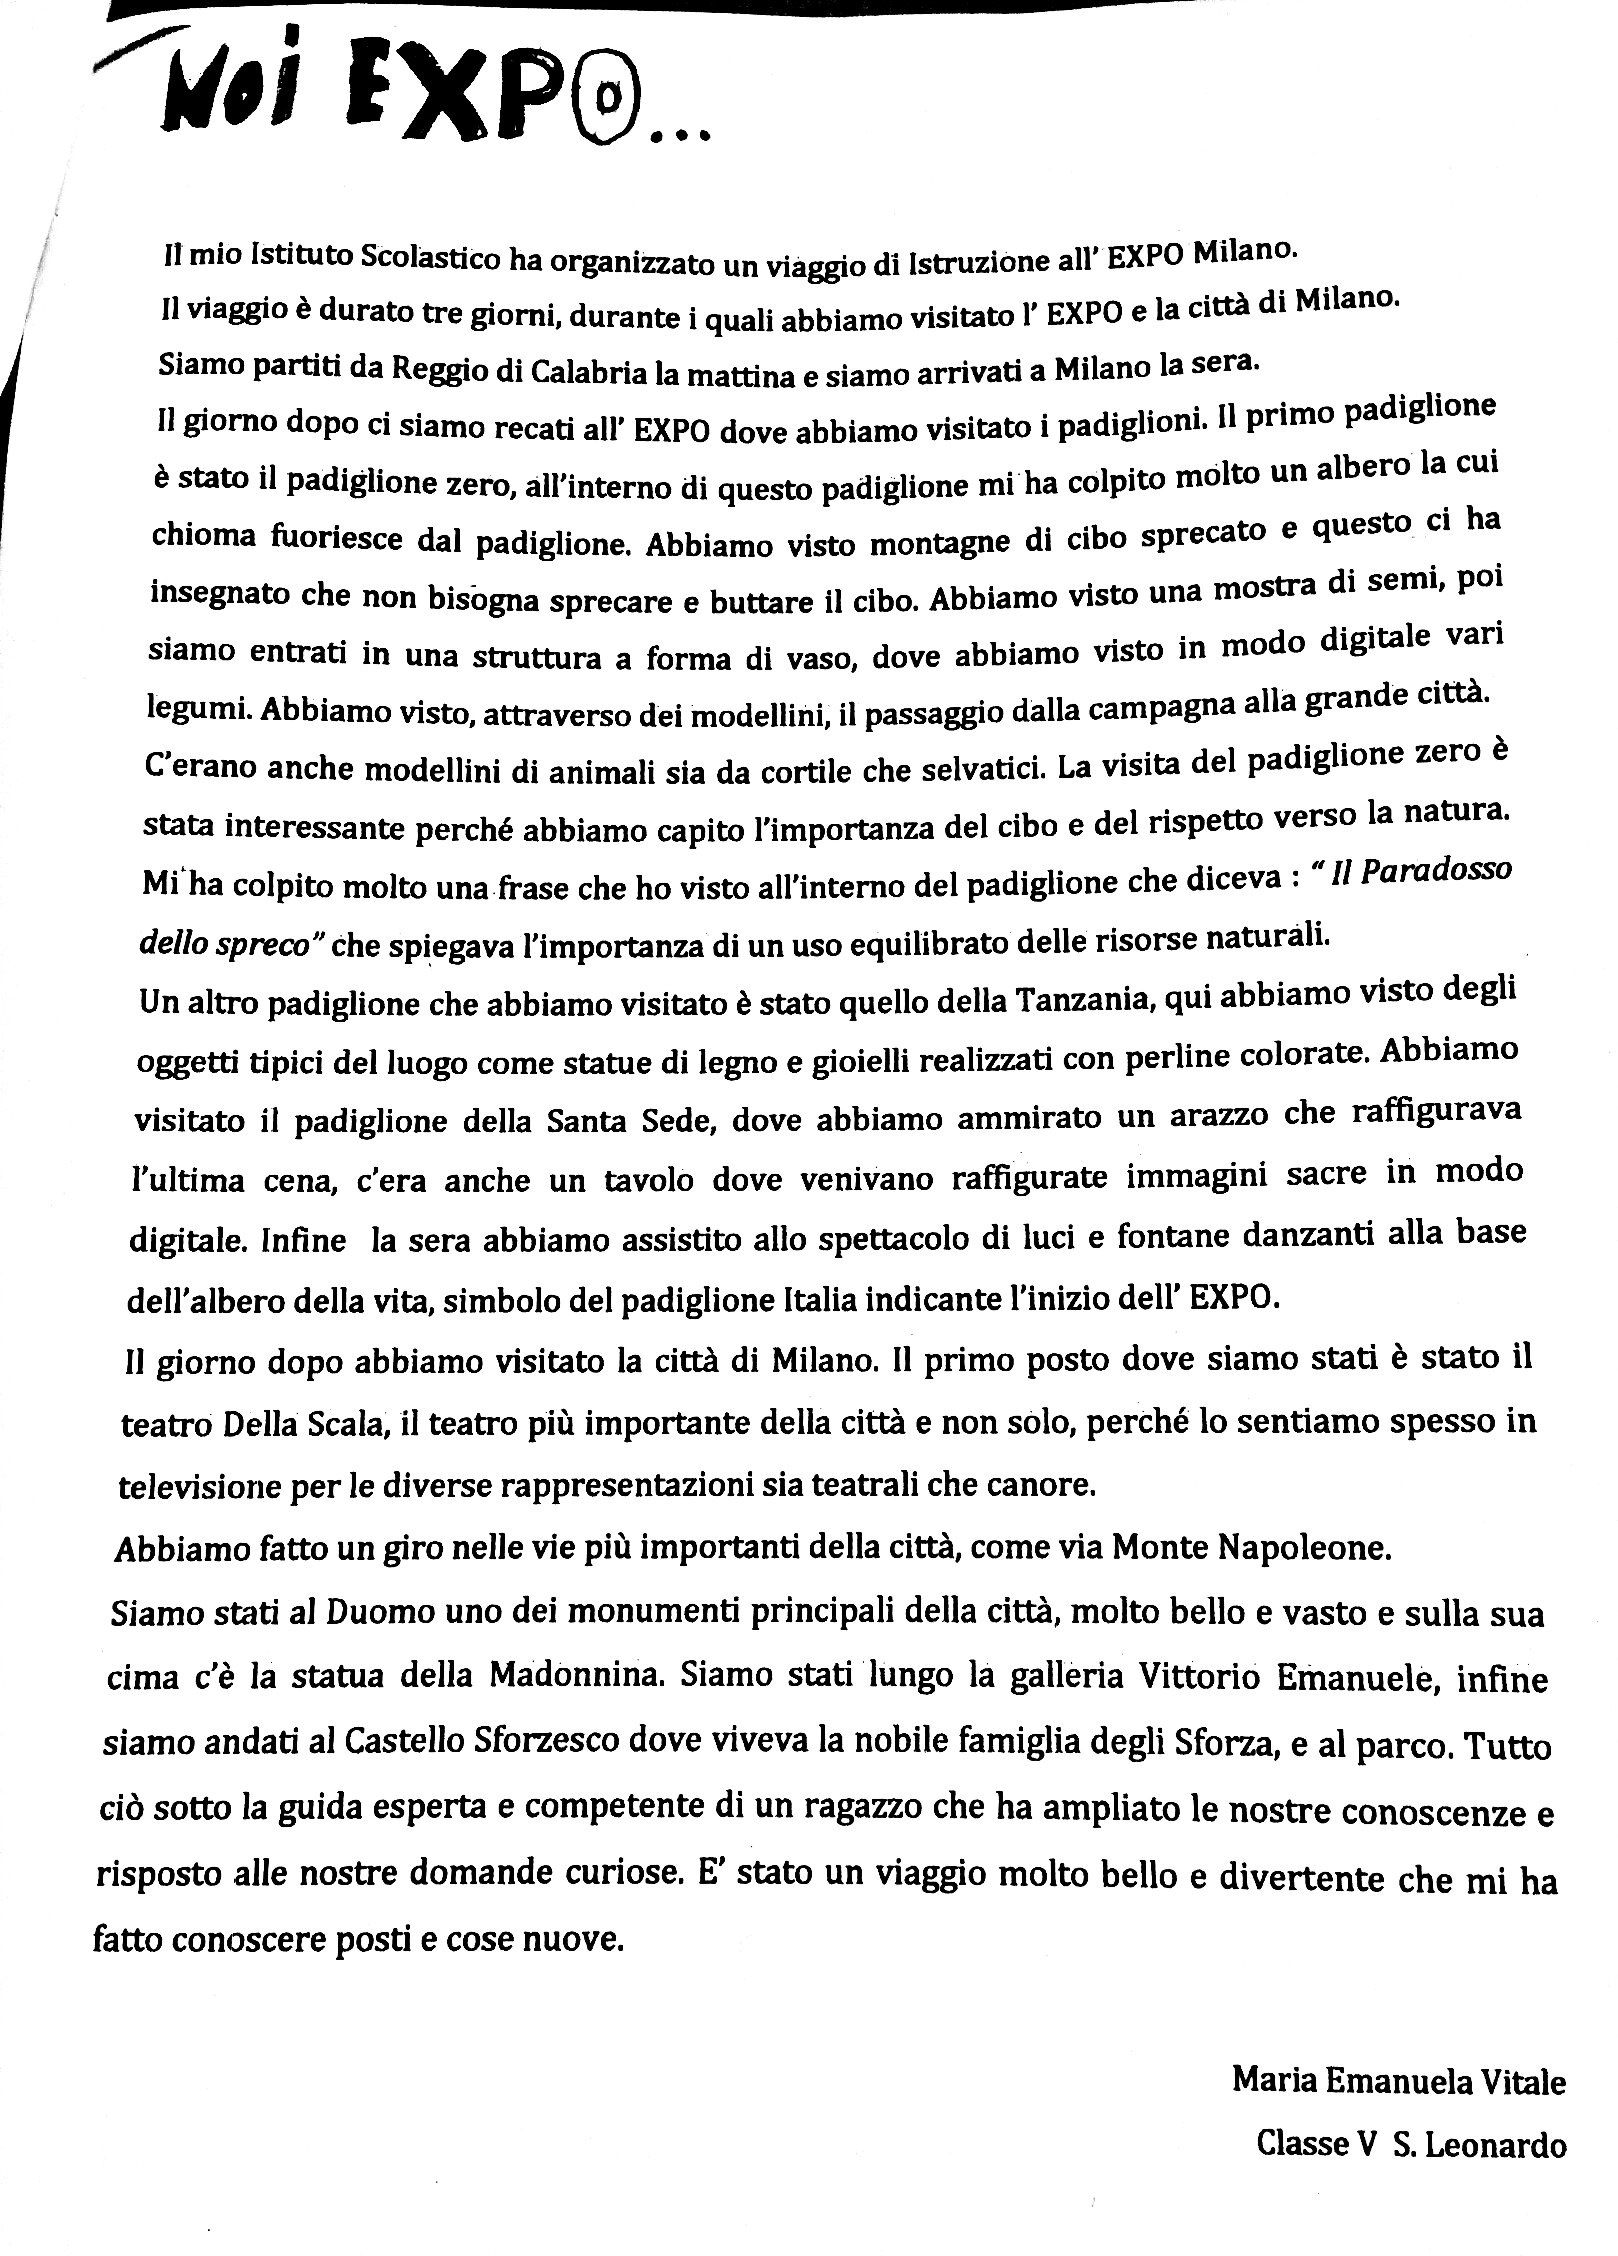 Noi EXPO...
Il mio Istituto Scolastico ha organizzato un viaggio di Istruzione all' EXPO Milano.
Il viaggio è durato tre giorni, durante i quali abbiamo visitato l' EXPO e la città di Milano.
Siamo partiti da Reggio di Calabria la mattina e siamo arrivati a Milano la sera.
Il giorno dopo ci siamo recati all' EXPO dove abbiamo visitato i padiglioni. Il primo padiglione
è stato il padiglione zero, all'interno di questo padiglione mi ha colpito molto un albero la cui
chioma fuoriesce dal padiglione. Abbiamo visto montagne di cibo sprecato e questo ci ha
insegnato che non bisogna sprecare e buttare il cibo. Abbiamo visto una mostra di semi, poi
siamo entrati in una struttura a forma di vaso, dove abbiamo visto in modo digitale vari
legumi. Abbiamo visto, attraverso dei modellini, il passaggio dalla campagna alla grande città.
C'erano anche modellini di animali sia da cortile che selvatici. La visita del padiglione zero è
stata interessante perché abbiamo capito l'importanza del cibo e del rispetto verso la natura.
Mi ha colpito molto una frase che ho visto all'interno del padiglione che diceva : “ Il Paradosso
dello spreco” che spiegava l'importanza di un uso equilibrato delle risorse naturali.
Un altro padiglione che abbiamo visitato è stato quello della Tanzania, qui abbiamo visto degli
oggetti tipici del luogo come statue di legno e gioielli realizzati con perline colorate. Abbiamo
visitato il padiglione della Santa Sede, dove abbiamo ammirato un arazzo che raffigurava
l'ultima cena, c'era anche un tavolo dove venivano raffigurate immagini sacre in modo
digitale. Infine la sera abbiamo assistito allo spettacolo di luci e fontane danzanti alla base
dell'albero della vita, simbolo del padiglione Italia indicante l'inizio dell' EXPO.
Il giorno dopo abbiamo visitato la città di Milano. Il primo posto dove siamo stati è stato il
teatro Della Scala, il teatro più importante della città e non solo, perché lo sentiamo spesso in
televisione per le diverse rappresentazioni sia teatrali che canore.
Abbiamo fatto un giro nelle vie più importanti della città, come via Monte Napoleone.
Siamo stati al Duomo uno dei monumenti principali della città, molto bello e vasto e sulla sua
cima c'è la statua della Madonnina. Siamo stati lungo la galleria Vittorio Emanuele, infine
siamo andati al Castello Sforzesco dove viveva la nobile famiglia degli Sforza, e al parco. Tutto
ciò sotto la guida esperta e competente di un ragazzo che ha ampliato le nostre conoscenze e
risposto alle nostre domande curiose. E' stato un viaggio molto bello e divertente che mi ha
fatto conoscere posti e cose nuove.
Maria Emanuela Vitale
Classe V S. Leonardo